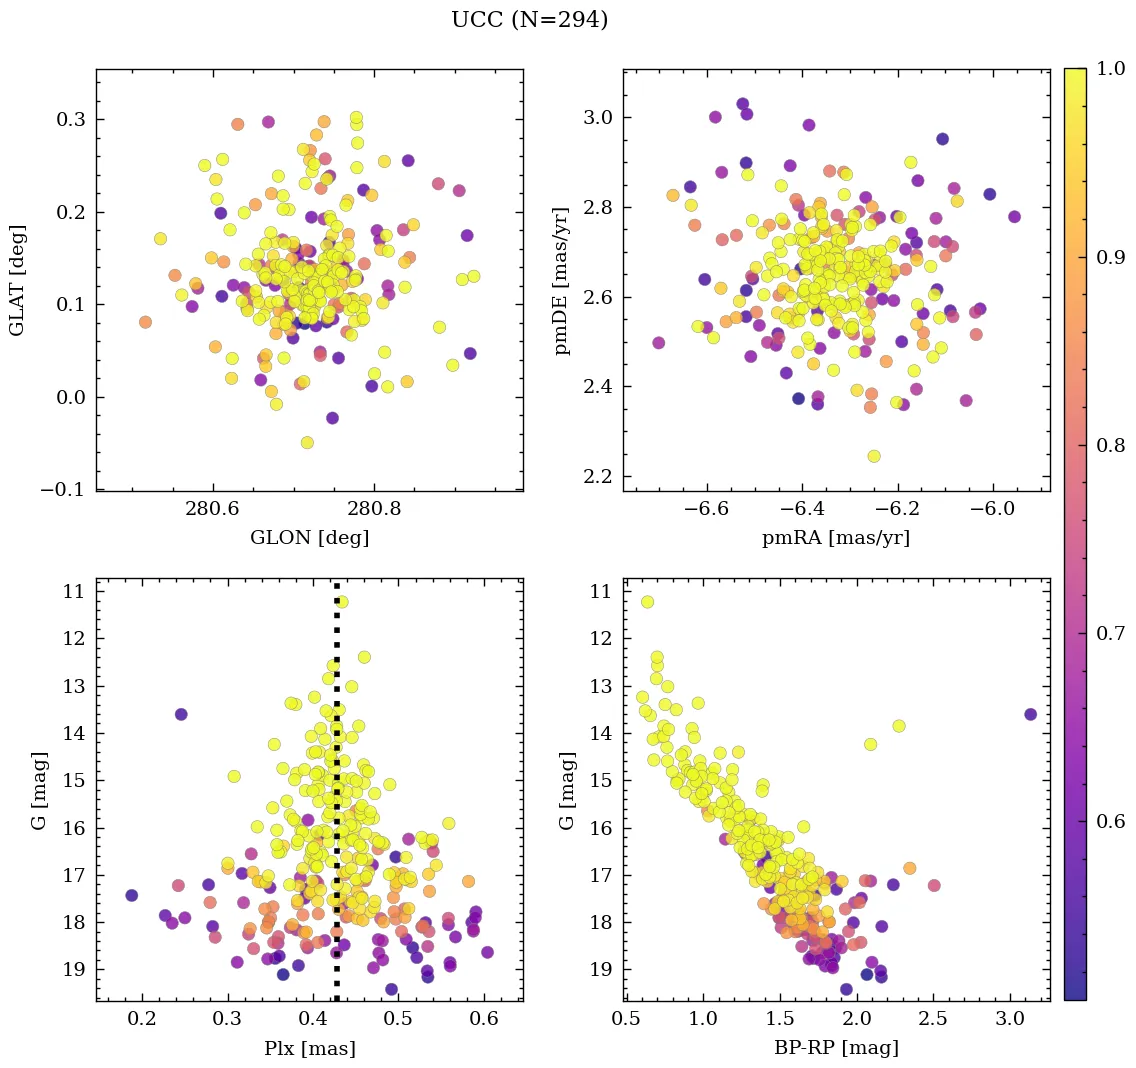 UCC (N=294)
GLAT [deg]
0.3
0.2
0.1
0.0
−0.1
280.6 280.8
GLON [deg]
pmDE [mas/yr]
3.0
2.8
2.6
2.4
2.2
−6.6 −6.4 −6.2 −6.0
pmRA [mas/yr]
1.0
0.9
0.8
0.7
0.6
G [mag]
11
12
13
14
15
16
17
18
19
0.2 0.3 0.4 0.5 0.6
Plx [mas]
G [mag]
11
12
13
14
15
16
17
18
19
0.5 1.0 1.5 2.0 2.5 3.0
BP-RP [mag]